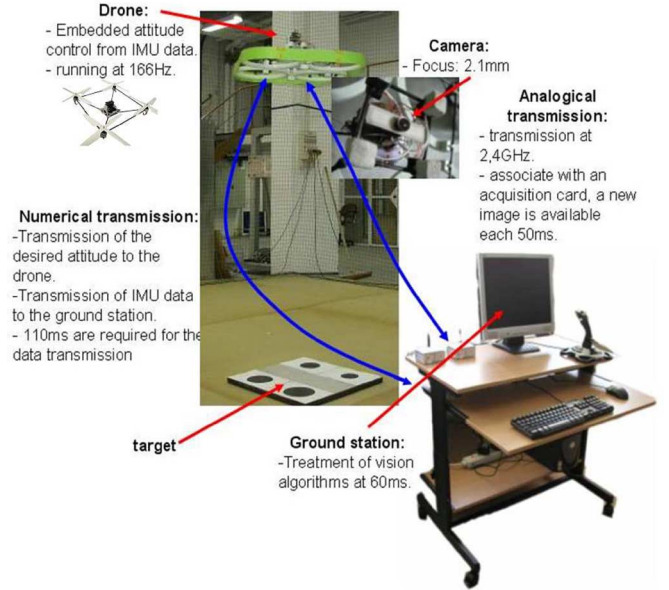 Drone:
- Embedded attitude
control from IMU data.
- running at 166Hz.
Camera:
- Focus: 2.1mm
Analogical
transmission:
- transmission at
2,4GHz.
- associate with an
acquisition card, a new
image is available
each 50ms.
Numerical transmission:
-Transmission of the
desired attitude to the
drone.
-Transmission of IMU data
to the ground station.
- 110ms are required for the
data transmission
target
Ground station:
-Treatment of vision
algorithms at 60ms.